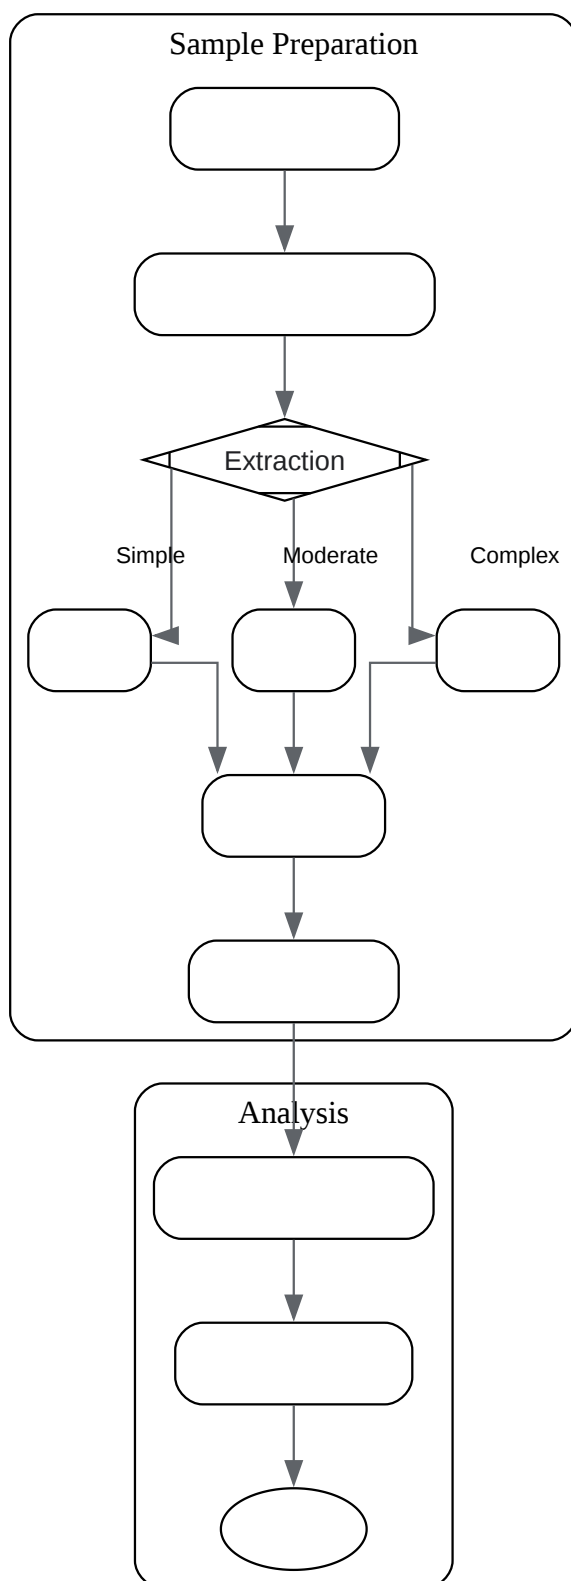 Sample Preparation
Extraction
Simple
Moderate
Complex
Analysis